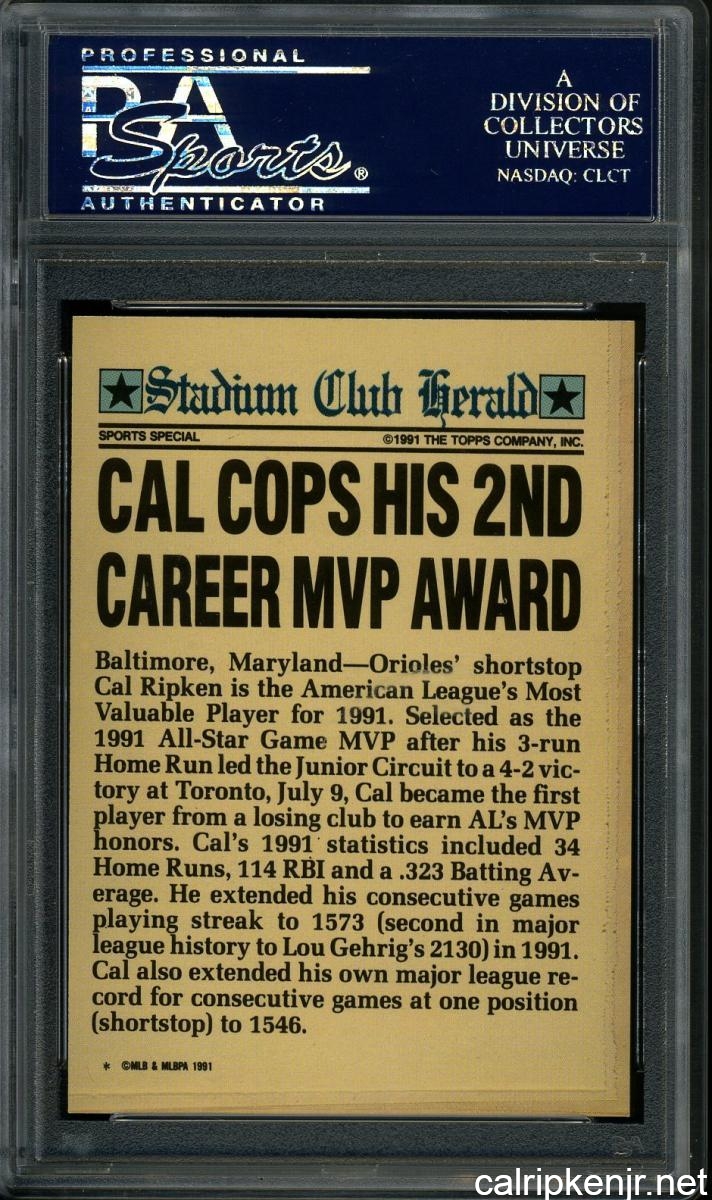 PROFESSIONAL
PSA
Sports®
AUTHENTICATOR
A
DIVISION OF
COLLECTORS
UNIVERSE
NASDAQ: CLCT
Stadium Club Herald
SPORTS SPECIAL ©1991 THE TOPPS COMPANY, INC.
CAL COPS HIS 2ND
CAREER MVP AWARD
Baltimore, Maryland—Orioles' shortstop
Cal Ripken is the American League's Most
Valuable Player for 1991. Selected as the
1991 All-Star Game MVP after his 3-run
Home Run led the Junior Circuit to a 4-2 vic-
tory at Toronto, July 9, Cal became the first
player from a losing club to earn AL's MVP
honors. Cal's 1991 statistics included 34
Home Runs, 114 RBI and a .323 Batting Av-
erage. He extended his consecutive games
playing streak to 1573 (second in major
league history to Lou Gehrig's 2130) in 1991.
Cal also extended his own major league re-
cord for consecutive games at one position
(shortstop) to 1546.
* ©MLB & MLBPA 1991
calripkenjr.net